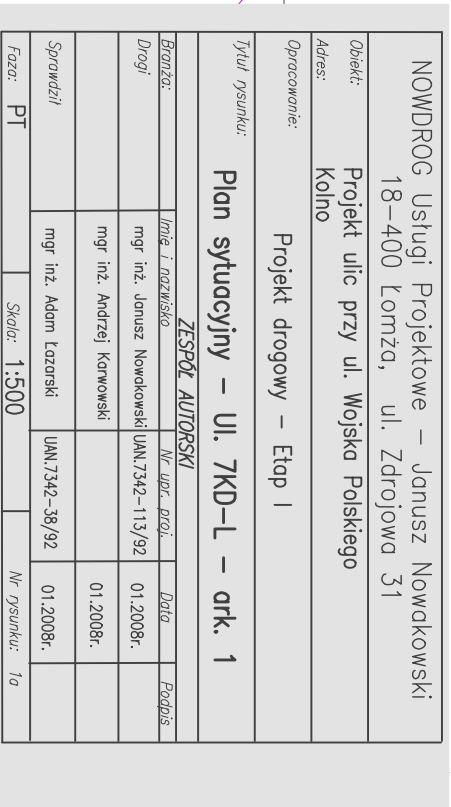 NOWDROG Usługi Projektowe – Janusz Nowakowski
18-400 Łomża, ul. Zdrojowa 31
Obiekt: Projekt ulic przy ul. Wojska Polskiego
Adres: Kolno
Opracowanie: Projekt drogowy – Etap I
Tytuł rysunku: Plan sytuacyjny – Ul. 7KD-L – ark. 1
ZESPÓŁ AUTORSKI
Branża: Imię i nazwisko Nr upr. proj. Data Podpis
Drogi mgr inż. Janusz Nowakowski UAN.7342-113/92 01.2008r.
mgr inż. Andrzej Karwowski 01.2008r.
Sprawdził mgr inż. Adam Łazarski UAN.7342-38/92 01.2008r.
Faza: PT Skala: 1:500 Nr rysunku: 1a